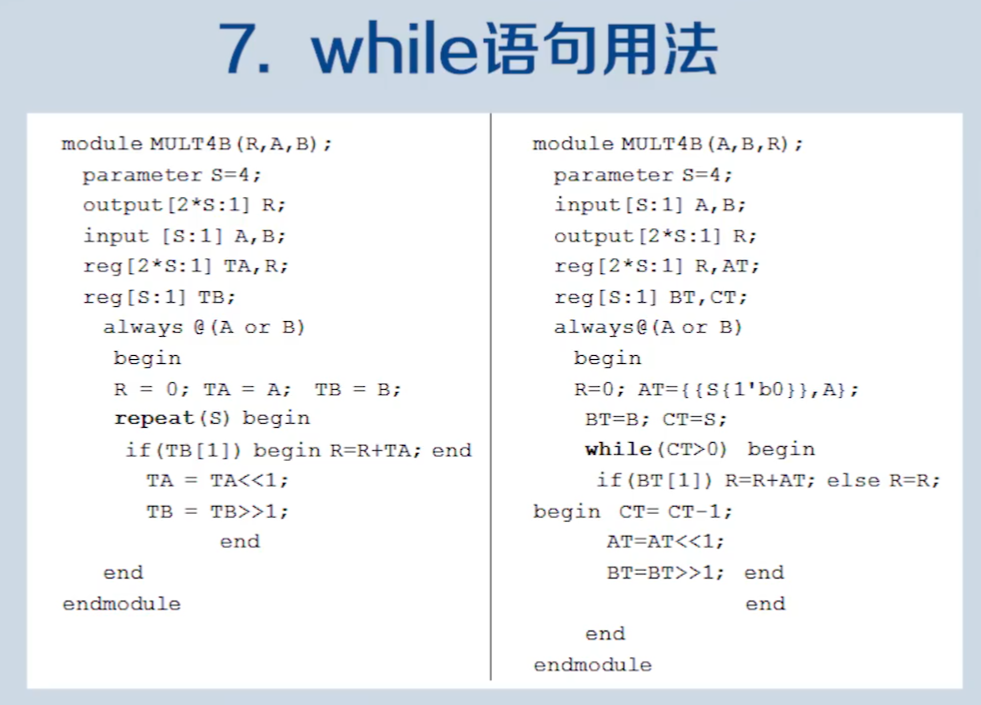 7. while语句用法
module MULT4B(R,A,B);
parameter S=4;
output[2*S:1] R;
input [S:1] A,B;
reg[2*S:1] TA,R;
reg[S:1] TB;
always @(A or B)
begin
R = 0; TA = A; TB = B;
repeat(S) begin
if(TB[1]) begin R=R+TA; end
TA = TA<<1;
TB = TB>>1;
end
end
endmodule
module MULT4B(A,B,R);
parameter S=4;
input[S:1] A,B;
output[2*S:1] R;
reg[2*S:1] R,AT;
reg[S:1] BT,CT;
always@(A or B)
begin
R=0; AT={{S{1'b0}},A};
BT=B; CT=S;
while(CT>0) begin
if(BT[1]) R=R+AT; else R=R;
begin CT= CT-1;
AT=AT<<1;
BT=BT>>1; end
end
end
endmodule